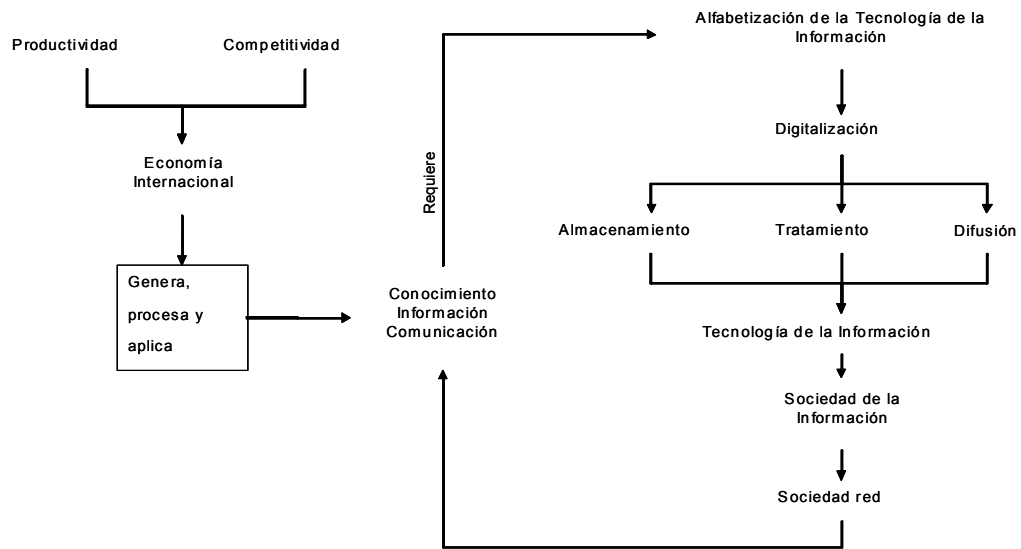 Productividad
Competitividad
Economía
Internacional
Genera,
procesa y
aplica
Conocimiento
Información
Comunicación
Requiere
Alfabetización de la Tecnología de la
Información
Digitalización
Almacenamiento
Tratamiento
Difusión
Tecnología de la Información
Sociedad de la
Información
Sociedad red